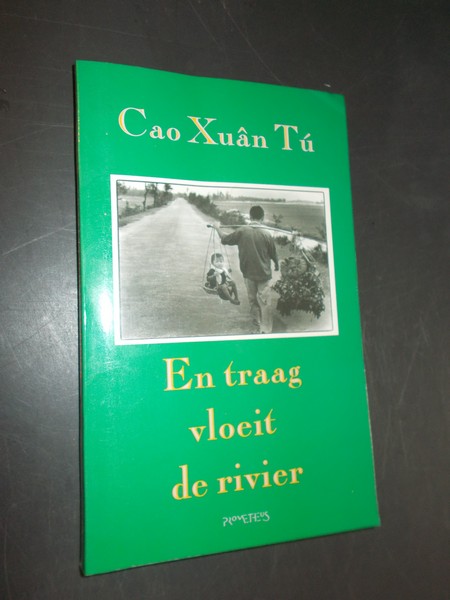 Cao Xuân Tú
En traag
vloeit
de rivier
PROMETHEUS